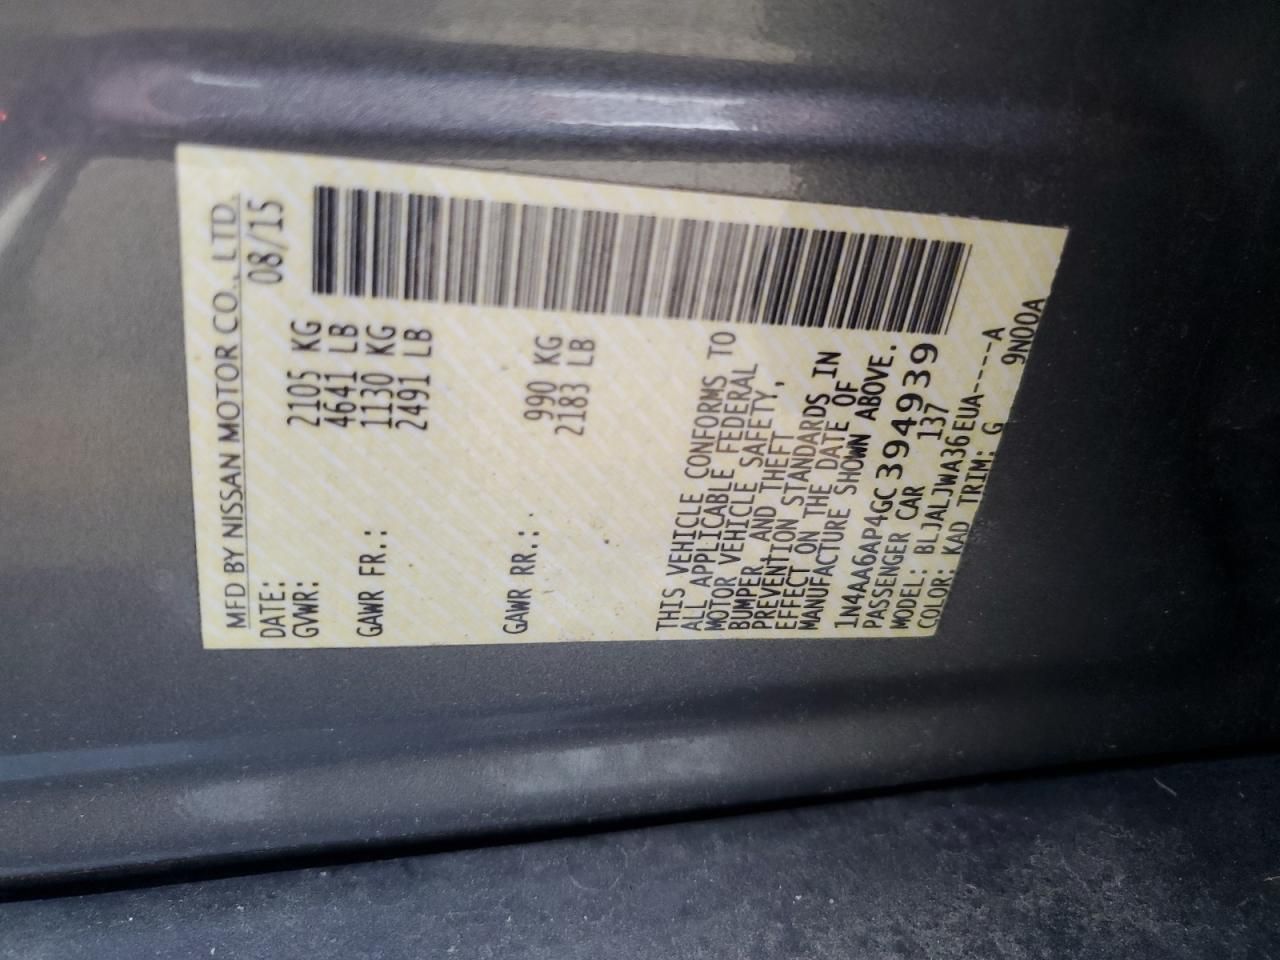 MFD BY NISSAN MOTOR CO., LTD.
DATE: 08/15
GVWR: 2105 KG
4641 LB
GAWR FR.: 1130 KG
2491 LB
GAWR RR.: 990 KG
2183 LB
THIS VEHICLE CONFORMS TO
ALL APPLICABLE FEDERAL
MOTOR VEHICLE SAFETY,
BUMPER, AND THEFT
PREVENTION STANDARDS IN
EFFECT ON THE DATE OF
MANUFACTURE SHOWN ABOVE.
1N4AA6AP4GC394939
PASSENGER CAR 137
MODEL: BLJALJWA36EUA-----A
COLOR: KAD TRIM: G 9N00A